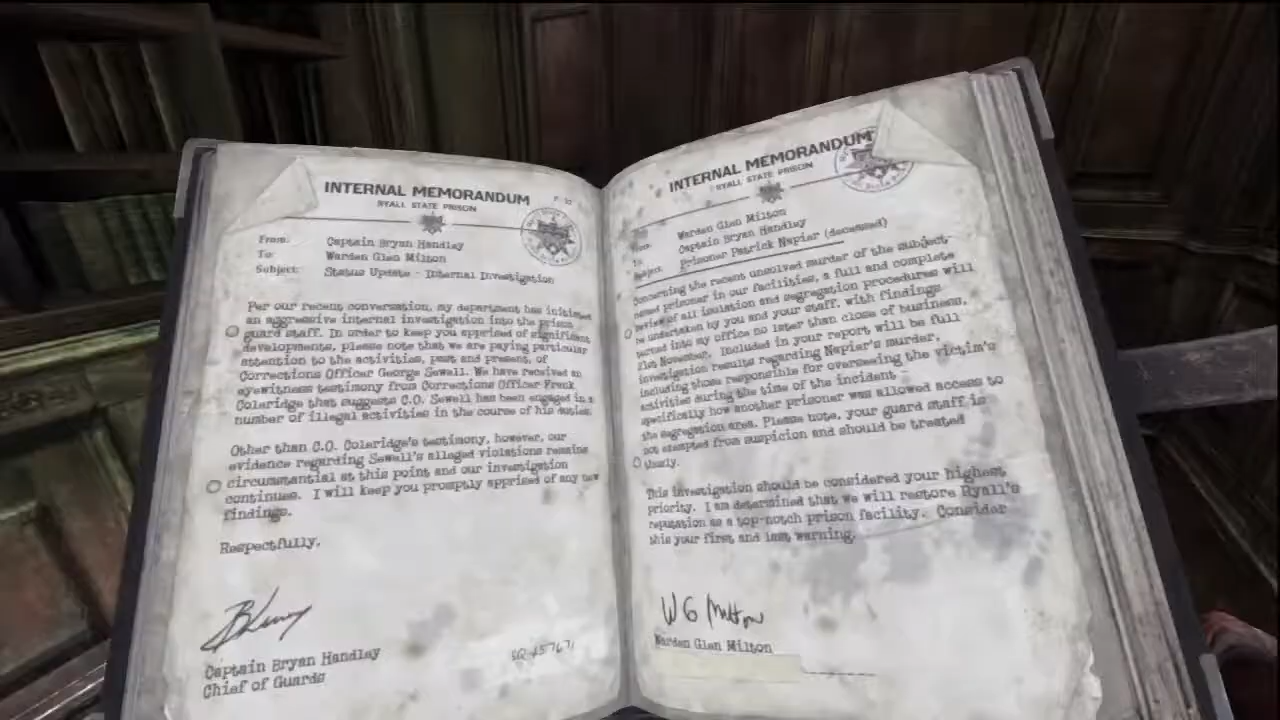 INTERNAL MEMORANDUM
RYALL STATE PRISON
From: Captain Bryan Handley
To: Warden Glen Milton
Subject: Status Update - Internal Investigation
Per our recent conversation, my department has initiated
an aggressive internal investigation into the prison
guard staff. In order to keep you apprised of significant
developments, please note that we are paying particular
attention to the activities, past and present, of
Corrections Officer George Sewell. We have received an
eyewitness testimony from Corrections Officer Frank
Coleridge that suggests C.O. Sewell has been engaged in a
number of illegal activities in the course of his duties.
Other than C.O. Coleridge's testimony, however, our
evidence regarding Sewell's alleged violations remains
circumstantial at this point and our investigation
continues. I will keep you promptly apprised of any new
findings.
Respectfully,
Captain Bryan Handley
Chief of Guards
INTERNAL MEMORANDUM
RYALL STATE PRISON
From: Warden Glen Milton
To: Captain Bryan Handley
Subject: Prisoner Patrick Napier (deceased)
Concerning the recent unsolved murder of the subject-
named prisoner in our facilities, a full and complete
review of all isolation and segregation procedures will
be undertaken by you and your staff, with findings
turned into my office no later than close of business,
21st November. Included in your report will be full
investigation results regarding Napier's murder,
including those responsible for overseeing the victim's
activities during the time of the incident
specifically how another prisoner was allowed access to
the segregation area. Please note, your guard staff is
not exempted from suspicion and should be treated
This investigation should be considered your highest
priority. I am determined that we will restore Ryall's
reputation as a top-notch prison facility. Consider
this your first and last warning.
W G Milton
Warden Glen Milton